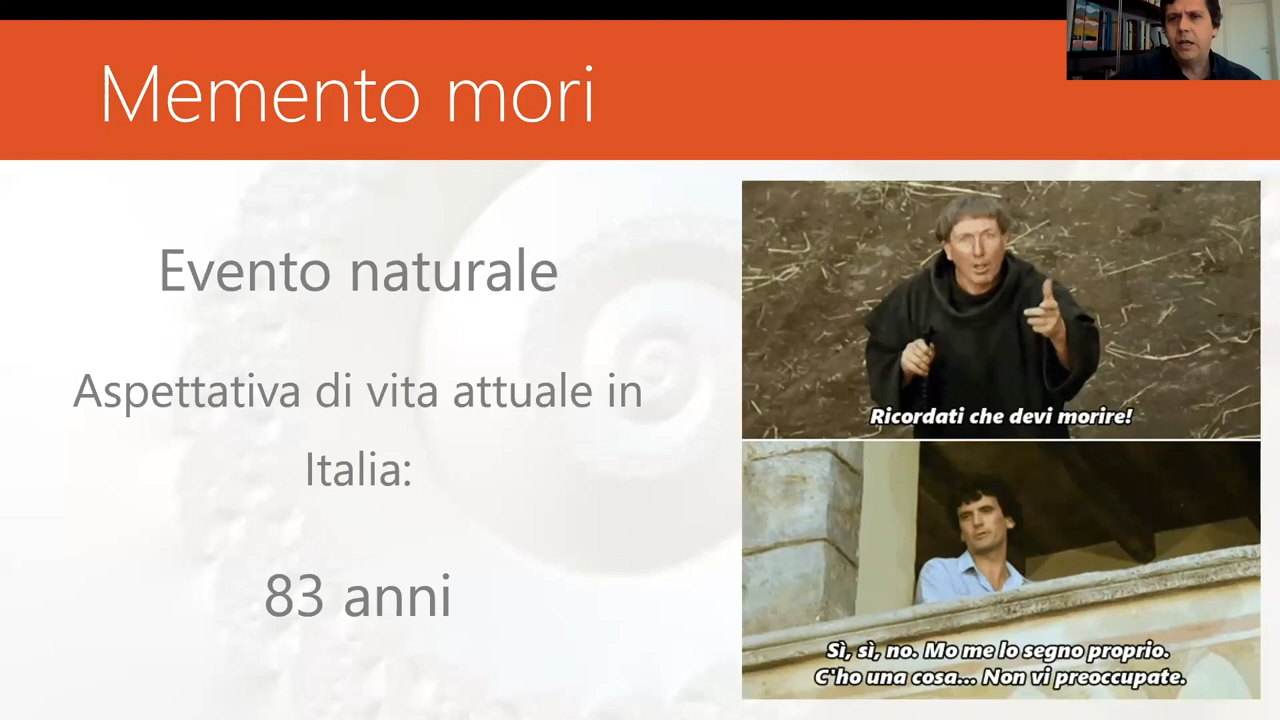 Memento mori
Evento naturale
Aspettativa di vita attuale in
Italia:
83 anni
Ricordati che devi morire!
Sì, sì, no. Mo me lo segno proprio.
C'ho una cosa... Non vi preoccupate.